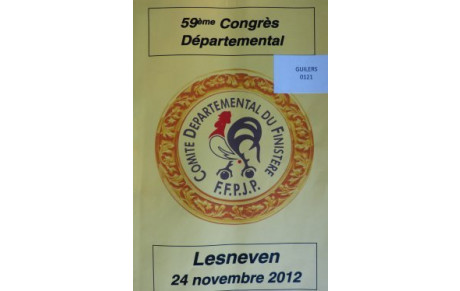 59ème Congrès
Départemental
GUILERS
0121
COMITE DEPARTEMENTAL DU FINISTERE
F.F.P.J.P.
Lesneven
24 novembre 2012